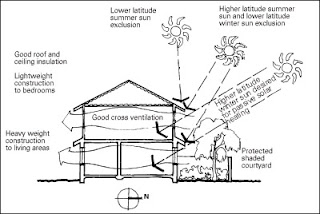 Lower latitude
summer sun
exclusion
Higher latitude summer
sun and lower latitude
winter sun exclusion
Good roof and
ceiling insulation
Lightweight
construction
to bedrooms
Higher latitude
winter sun desired
for passive solar
heating
Good cross ventilation
Heavy weight
construction
to living areas
Protected
shaded
courtyard
N